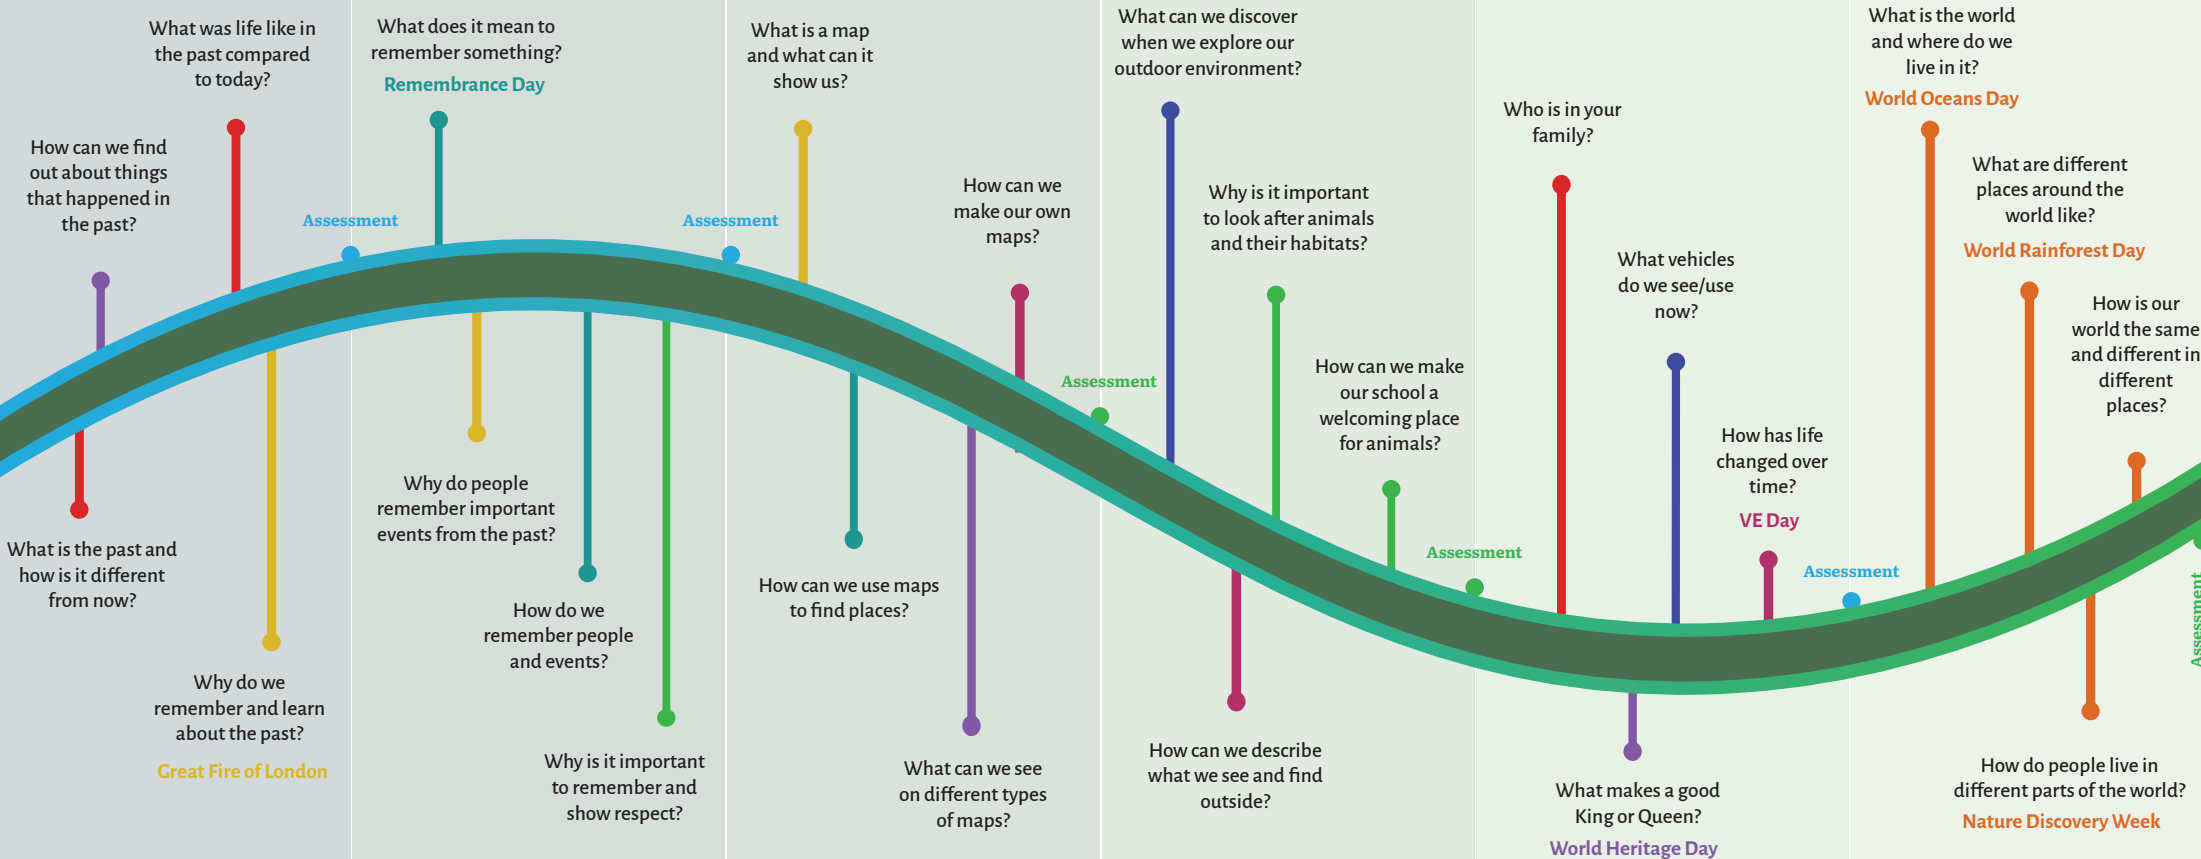 What was life like in
the past compared
to today?
How can we find
out about things
that happened in
the past?
What is the past and
how is it different
from now?
Why do we
remember and learn
about the past?
Great Fire of London
Assessment
What does it mean to
remember something?
Remembrance Day
Why do people
remember important
events from the past?
How do we
remember people
and events?
Why is it important
to remember and
show respect?
Assessment
What is a map
and what can it
show us?
How can we use maps
to find places?
What can we see
on different types
of maps?
How can we
make our own
maps?
Assessment
What can we discover
when we explore our
outdoor environment?
How can we describe
what we see and find
outside?
Why is it important
to look after animals
and their habitats?
How can we make
our school a
welcoming place
for animals?
Assessment
Who is in your
family?
What makes a good
King or Queen?
World Heritage Day
What vehicles
do we see/use
now?
How has life
changed over
time?
VE Day
Assessment
What is the world
and where do we
live in it?
World Oceans Day
What are different
places around the
world like?
World Rainforest Day
How do people live in
different parts of the world?
Nature Discovery Week
How is our
world the same
and different in
different
places?
Assessment